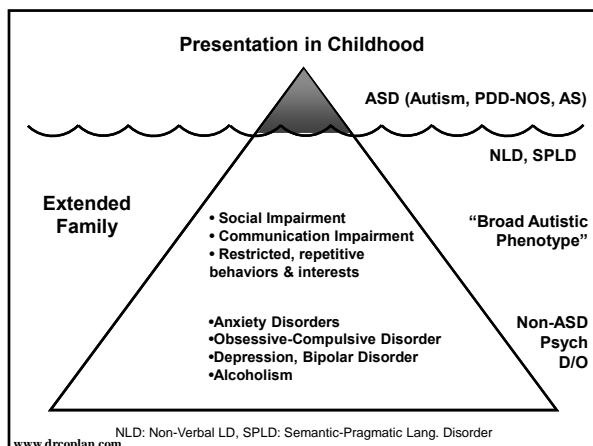 Presentation in Childhood
ASD (Autism, PDD-NOS, AS)
NLD, SPLD
Extended
Family
• Social Impairment
• Communication Impairment
• Restricted, repetitive
behaviors & interests
“Broad Autistic
Phenotype”
•Anxiety Disorders
•Obsessive-Compulsive Disorder
•Depression, Bipolar Disorder
•Alcoholism
Non-ASD
Psych
D/O
NLD: Non-Verbal LD, SPLD: Semantic-Pragmatic Lang. Disorder
www.drcoplan.com